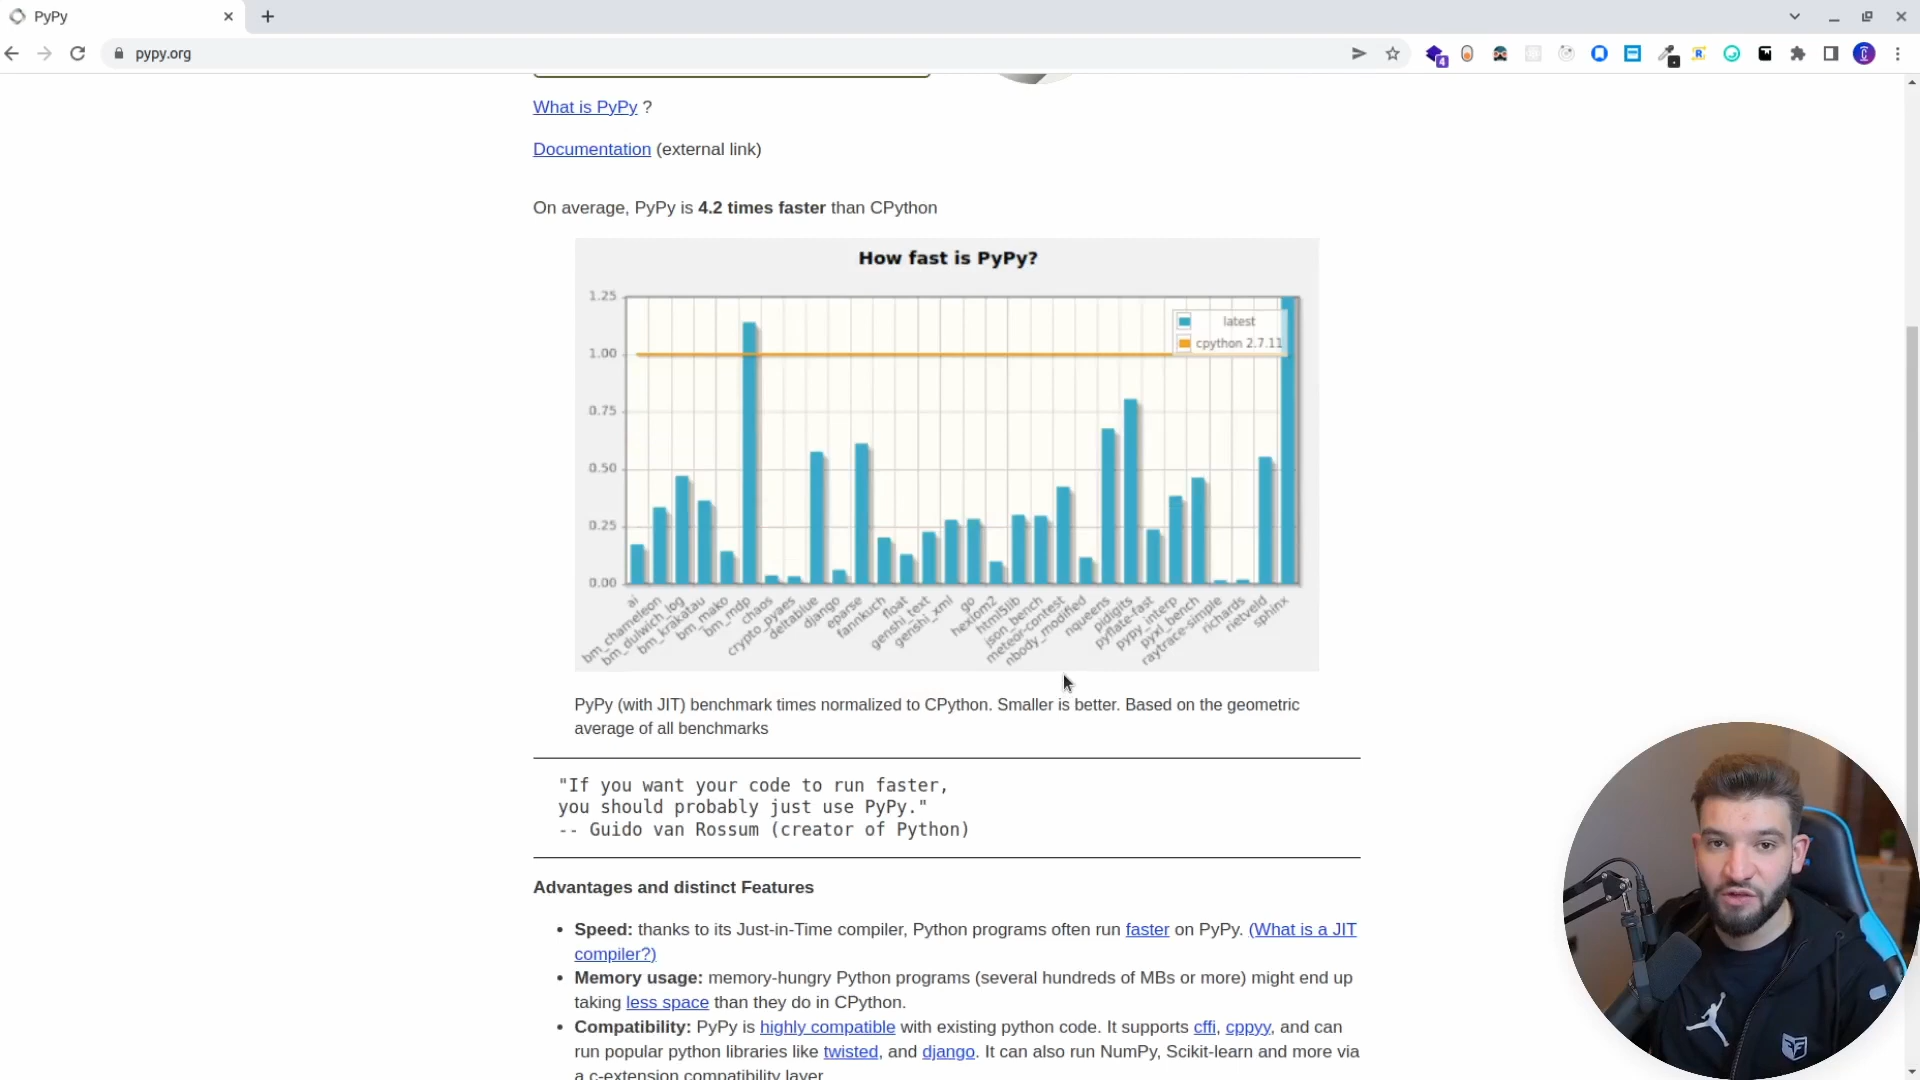 PyPy
pypy.org
4
What is PyPy ?
Documentation (external link)
On average, PyPy is 4.2 times faster than CPython
How fast is PyPy?
1.25
1.00
0.75
0.50
0.25
0.00
latest
cpython 2.7.11
ai
bm_chameleon
bm_dulwich_log
bm_krakatau
bm_mako
bm_mdp
chaos
crypto_pyaes
deltablue
django
eparse
fannkuch
float
genshi_text
genshi_xml
go
hexiom2
html5lib
json_bench
meteor-contest
nbody_modified
nqueens
pidigits
pyflate-fast
pypy_interp
pyxl_bench
raytrace-simple
richards
rietveld
sphinx
PyPy (with JIT) benchmark times normalized to CPython. Smaller is better. Based on the geometric
average of all benchmarks
"If you want your code to run faster,
you should probably just use PyPy."
-- Guido van Rossum (creator of Python)
Advantages and distinct Features
• Speed: thanks to its Just-in-Time compiler, Python programs often run faster on PyPy. (What is a JIT
compiler?)
• Memory usage: memory-hungry Python programs (several hundreds of MBs or more) might end up
taking less space than they do in CPython.
• Compatibility: PyPy is highly compatible with existing python code. It supports cffi, cppyy, and can
run popular python libraries like twisted, and django. It can also run NumPy, Scikit-learn and more via
a c-extension compatibility layer.